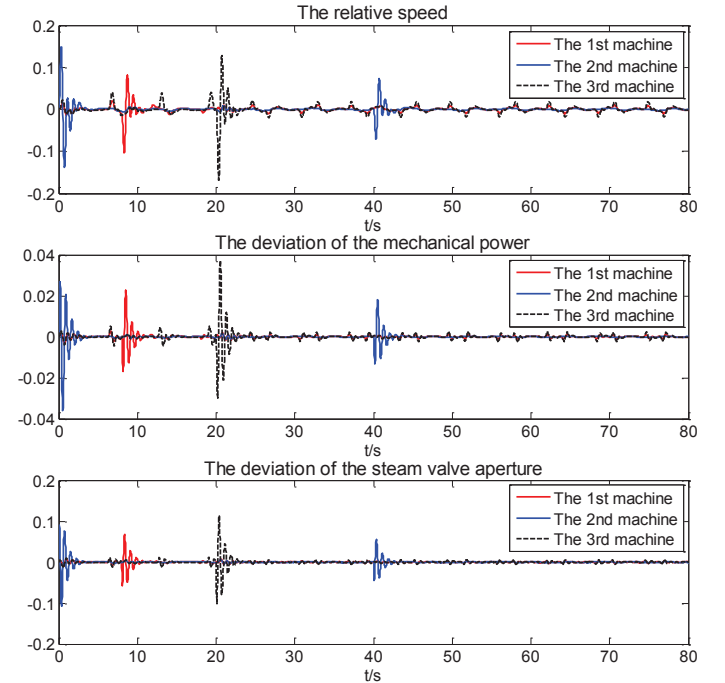 The relative speed
0.2
0.1
0
-0.1
-0.2
The 1st machine
The 2nd machine
The 3rd machine
0 10 20 30 40 50 60 70 80
t/s
The deviation of the mechanical power
0.04
0.02
0
-0.02
-0.04
The 1st machine
The 2nd machine
The 3rd machine
0 10 20 30 40 50 60 70 80
t/s
The deviation of the steam valve aperture
0.2
0.1
0
-0.1
-0.2
The 1st machine
The 2nd machine
The 3rd machine
0 10 20 30 40 50 60 70 80
t/s